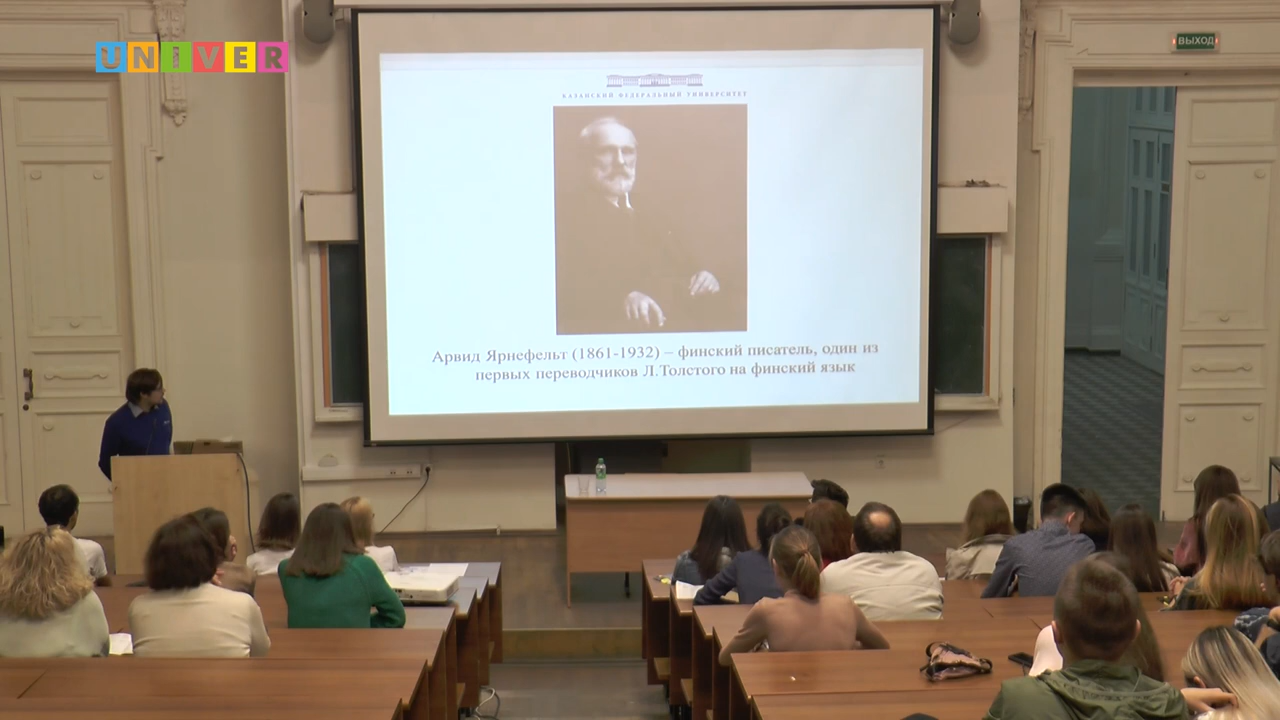 UNIVER
ВЫХОД
КАЗАНСКИЙ ФЕДЕРАЛЬНЫЙ УНИВЕРСИТЕТ
Арвид Ярнефельт (1861-1932) – финский писатель, один из
первых переводчиков Л.Толстого на финский язык